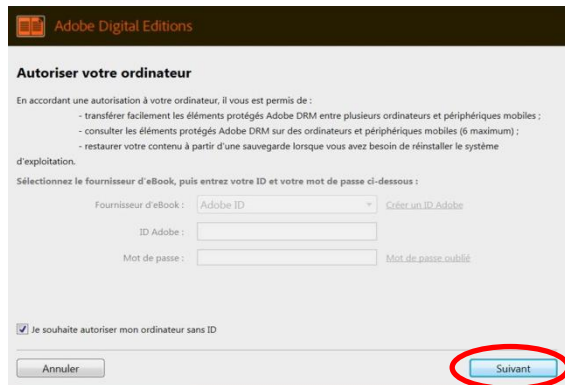 Adobe Digital Editions
Autoriser votre ordinateur
En accordant une autorisation à votre ordinateur, il vous est permis de :
- transférer facilement les éléments protégés Adobe DRM entre plusieurs ordinateurs et périphériques mobiles ;
- consulter les éléments protégés Adobe DRM sur des ordinateurs et périphériques mobiles (6 maximum) ;
- restaurer votre contenu à partir d'une sauvegarde lorsque vous avez besoin de réinstaller le système
d'exploitation.
Sélectionnez le fournisseur d'eBook, puis entrez votre ID et votre mot de passe ci-dessous :
Fournisseur d'eBook : Adobe ID Créer un ID Adobe
ID Adobe :
Mot de passe : Mot de passe oublié
Je souhaite autoriser mon ordinateur sans ID
Annuler Suivant